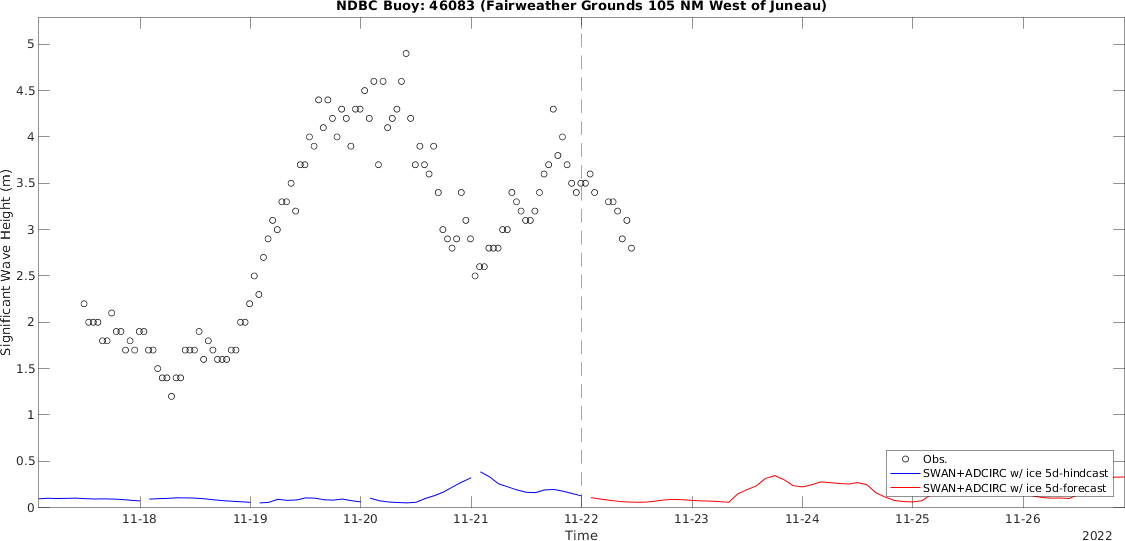 NDBC Buoy: 46083 (Fairweather Grounds 105 NM West of Juneau)
5
4.5
4
3.5
3
2.5
2
1.5
1
0.5
0
Significant Wave Height (m)
Obs.
SWAN+ADCIRC w/ ice 5d-hindcast
SWAN+ADCIRC w/ ice 5d-forecast
11-18 11-19 11-20 11-21 11-22 11-23 11-24 11-25 11-26
Time
2022